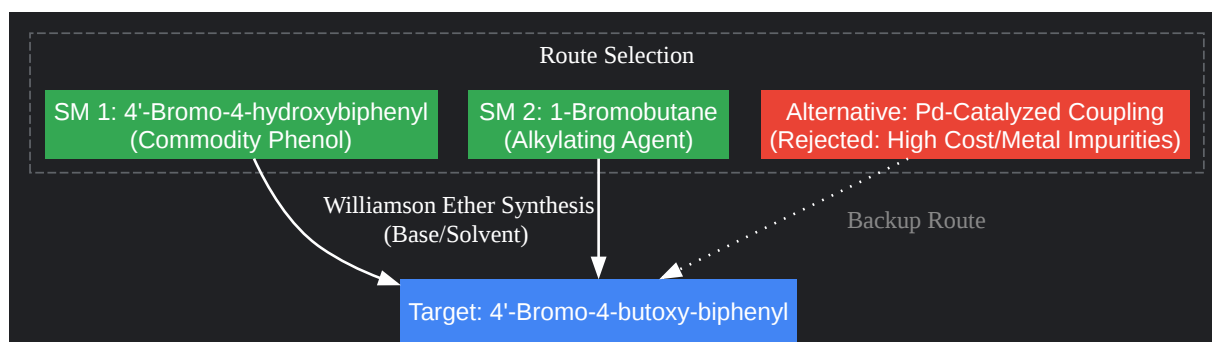 Route Selection
SM 1: 4'-Bromo-4-hydroxybiphenyl
(Commodity Phenol)
SM 2: 1-Bromobutane
(Alkylating Agent)
Alternative: Pd-Catalyzed Coupling
(Rejected: High Cost/Metal Impurities)
Williamson Ether Synthesis
(Base/Solvent)
Backup Route
Target: 4'-Bromo-4-butoxy-biphenyl